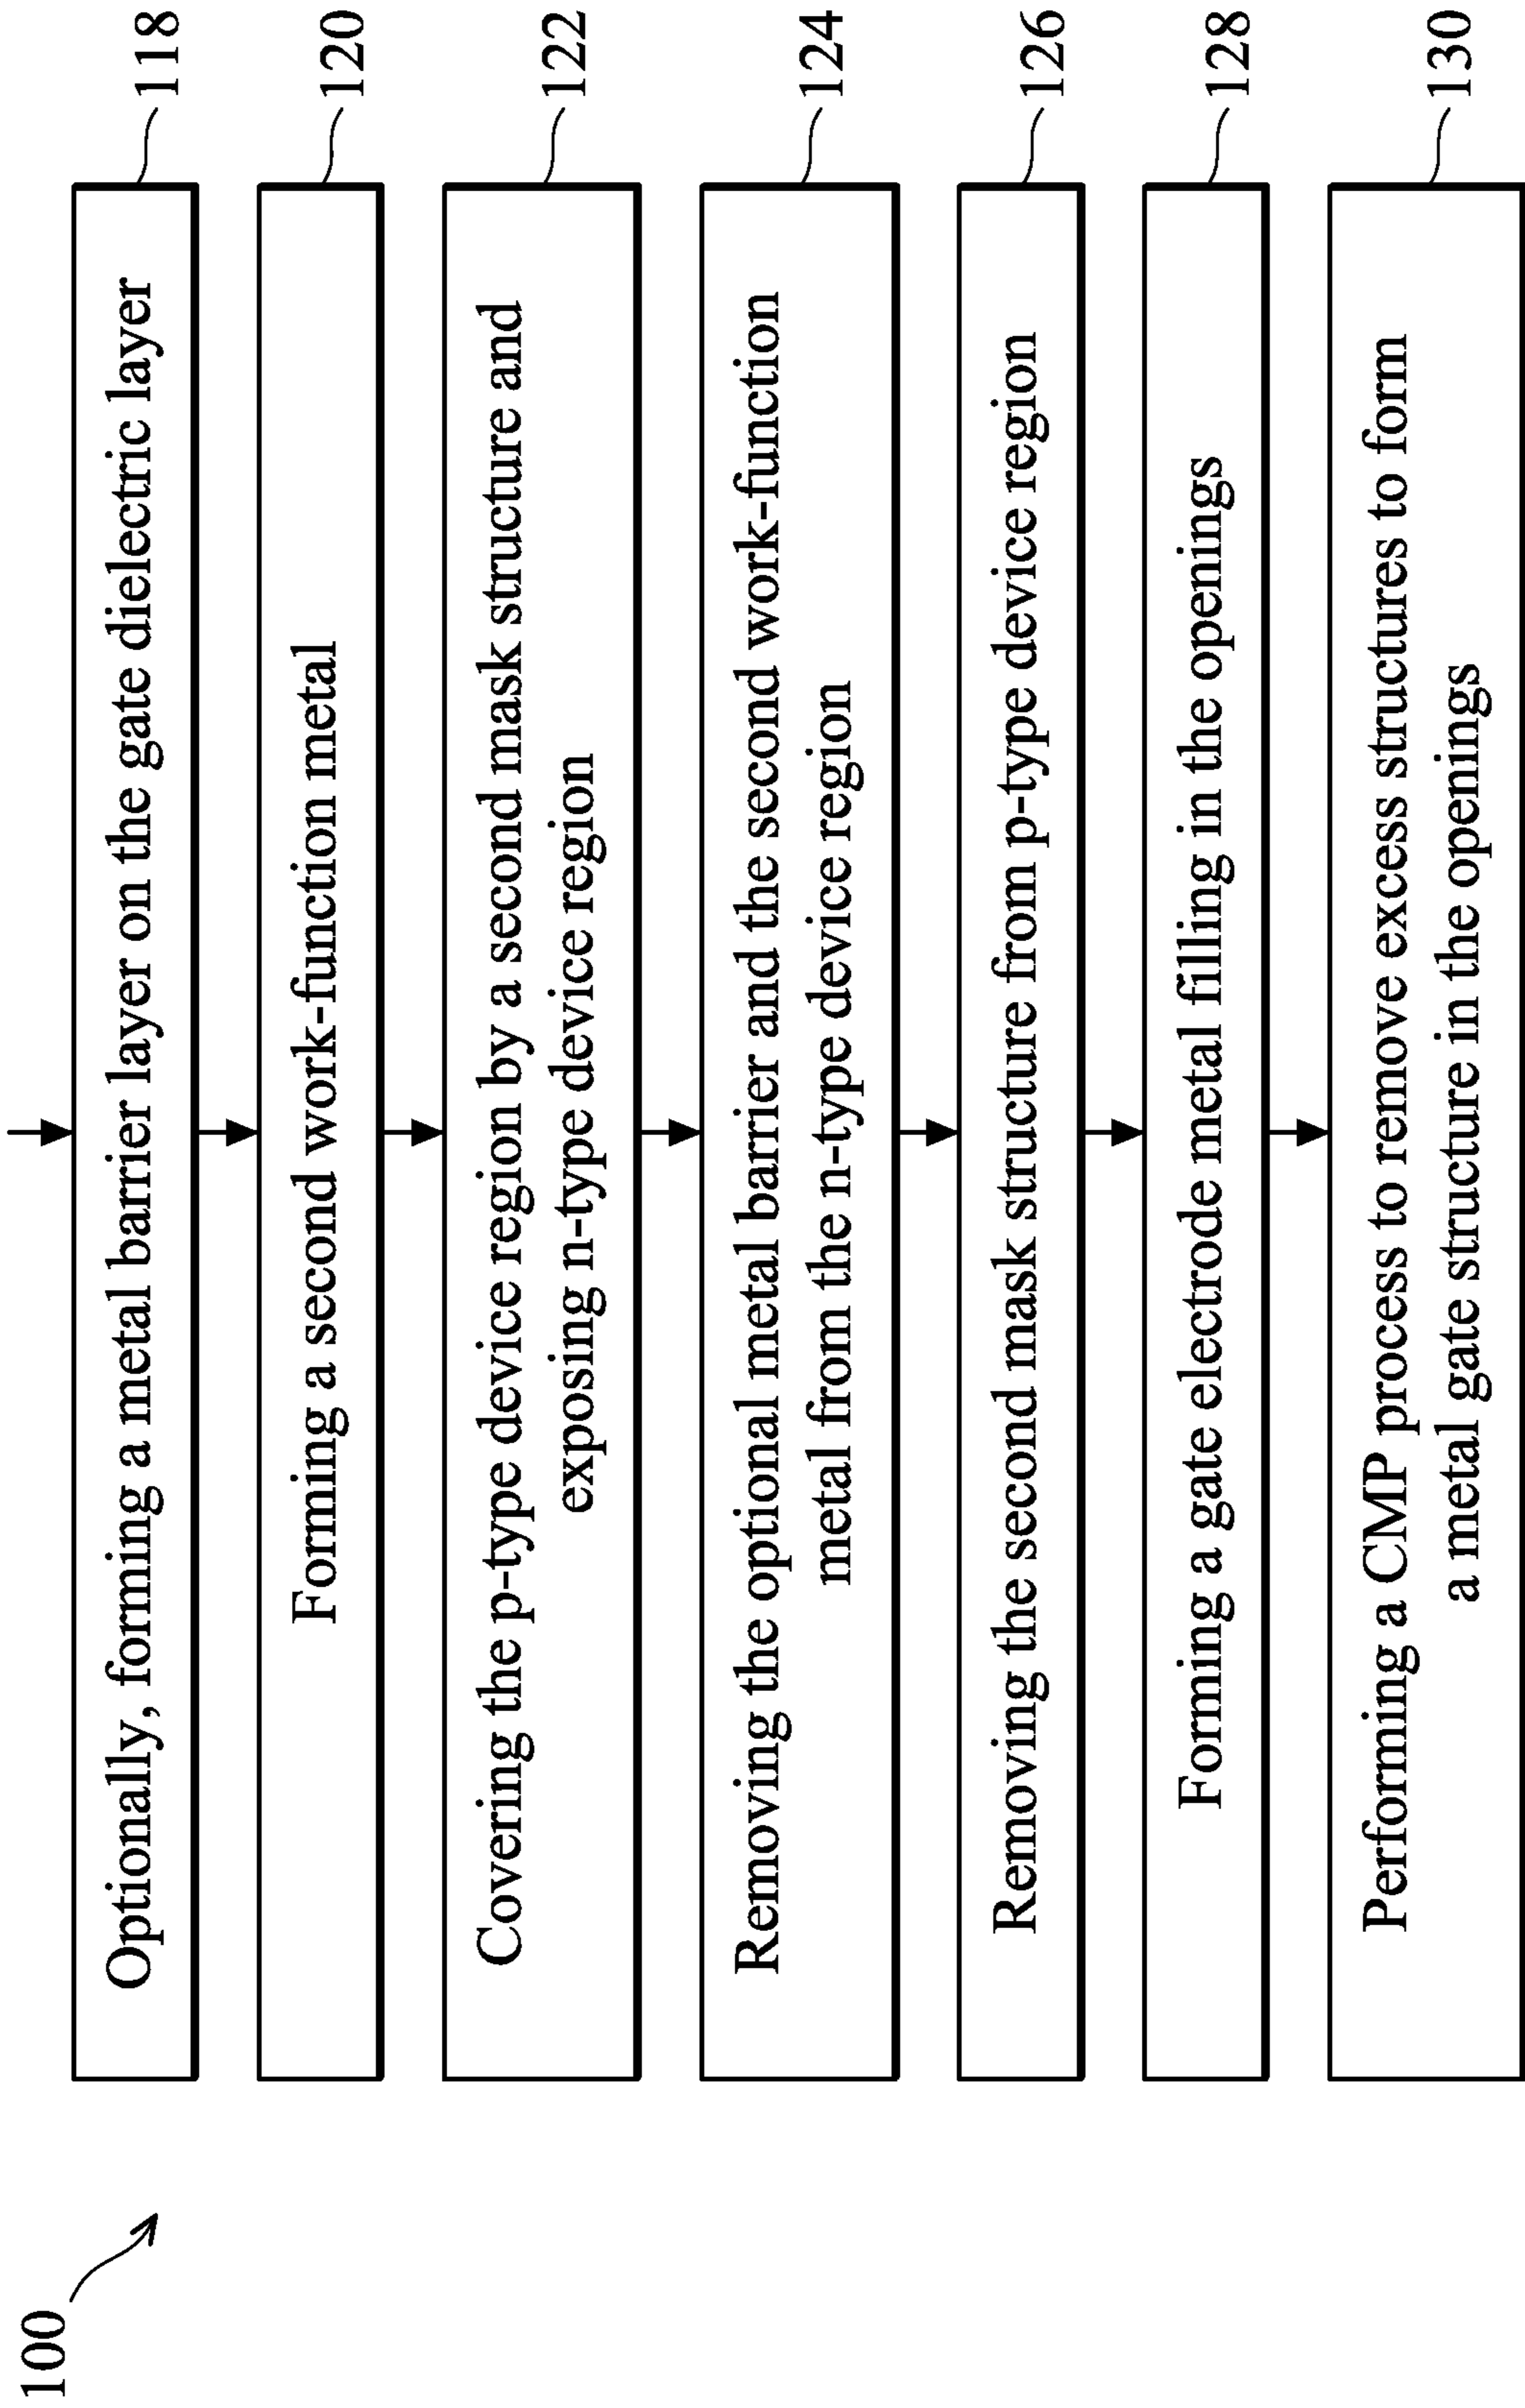 100
Optionally, forming a metal barrier layer on the gate dielectric layer
118
Forming a second work-function metal
120
Covering the p-type device region by a second mask structure and
exposing n-type device region
122
Removing the optional metal barrier and the second work-function
metal from the n-type device region
124
Removing the second mask structure from p-type device region
126
Forming a gate electrode metal filling in the openings
128
Performing a CMP process to remove excess structures to form
a metal gate structure in the openings
130